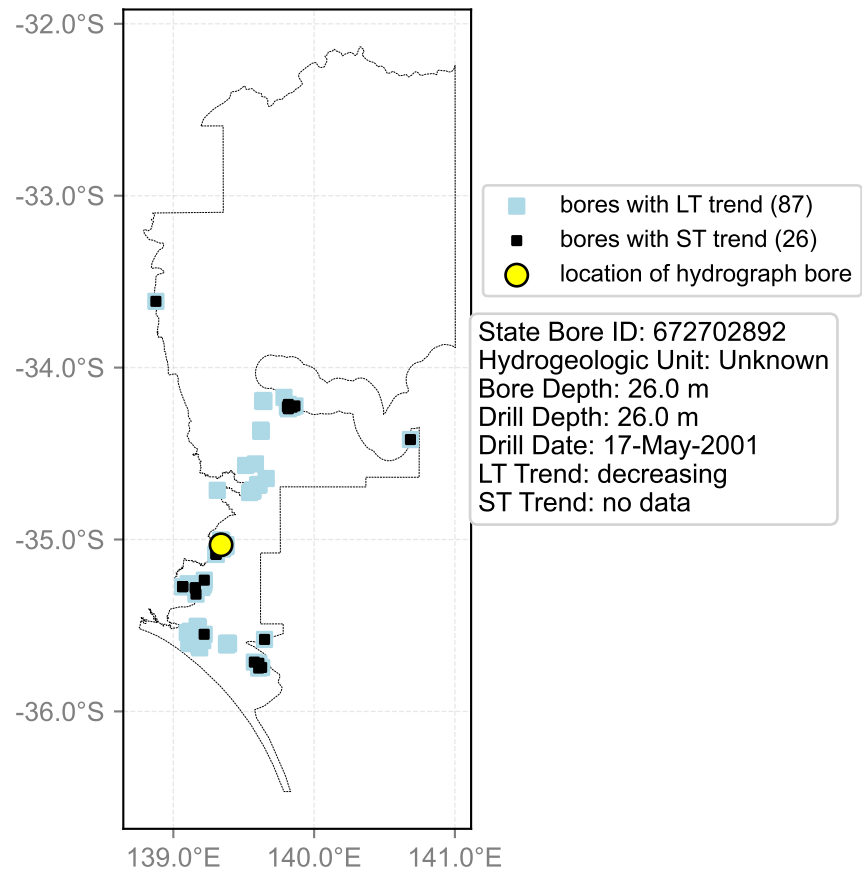 -32.0°S
-33.0°S
-34.0°S
-35.0°S
-36.0°S
139.0°E 140.0°E 141.0°E
bores with LT trend (87)
bores with ST trend (26)
location of hydrograph bore
State Bore ID: 672702892
Hydrogeologic Unit: Unknown
Bore Depth: 26.0 m
Drill Depth: 26.0 m
Drill Date: 17-May-2001
LT Trend: decreasing
ST Trend: no data